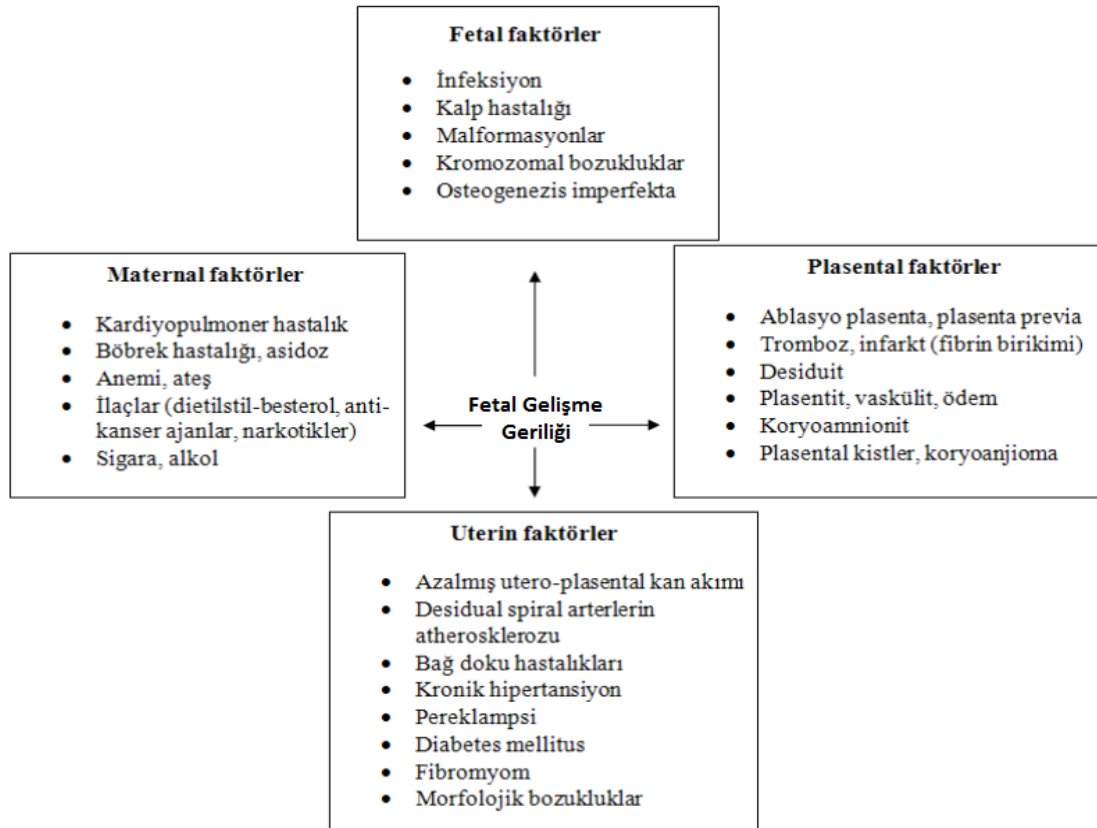 Fetal faktörler
• İnfeksiyon
• Kalp hastalığı
• Malformasyonlar
• Kromozomal bozukluklar
• Osteogenezis imperfekta
Maternal faktörler
• Kardiyopulmoner hastalık
• Böbrek hastalığı, asidoz
• Anemi, ateş
• İlaçlar (dietilstil-besterol, anti-
kanser ajanlar, narkotikler)
• Sigara, alkol
Fetal Gelişme
Geriliği
Plasental faktörler
• Ablasyo plasenta, plasenta previa
• Tromboz, infarkt (fibrin birikimi)
• Desiduit
• Plasentit, vaskülit, ödem
• Koryoamnionit
• Plasental kistler, koryoanjioma
Uterin faktörler
• Azalmış utero-plasental kan akımı
• Desidual spiral arterlerin
atherosklerozu
• Bağ doku hastalıkları
• Kronik hipertansiyon
• Pereklampsi
• Diabetes mellitus
• Fibromyom
• Morfolojik bozukluklar